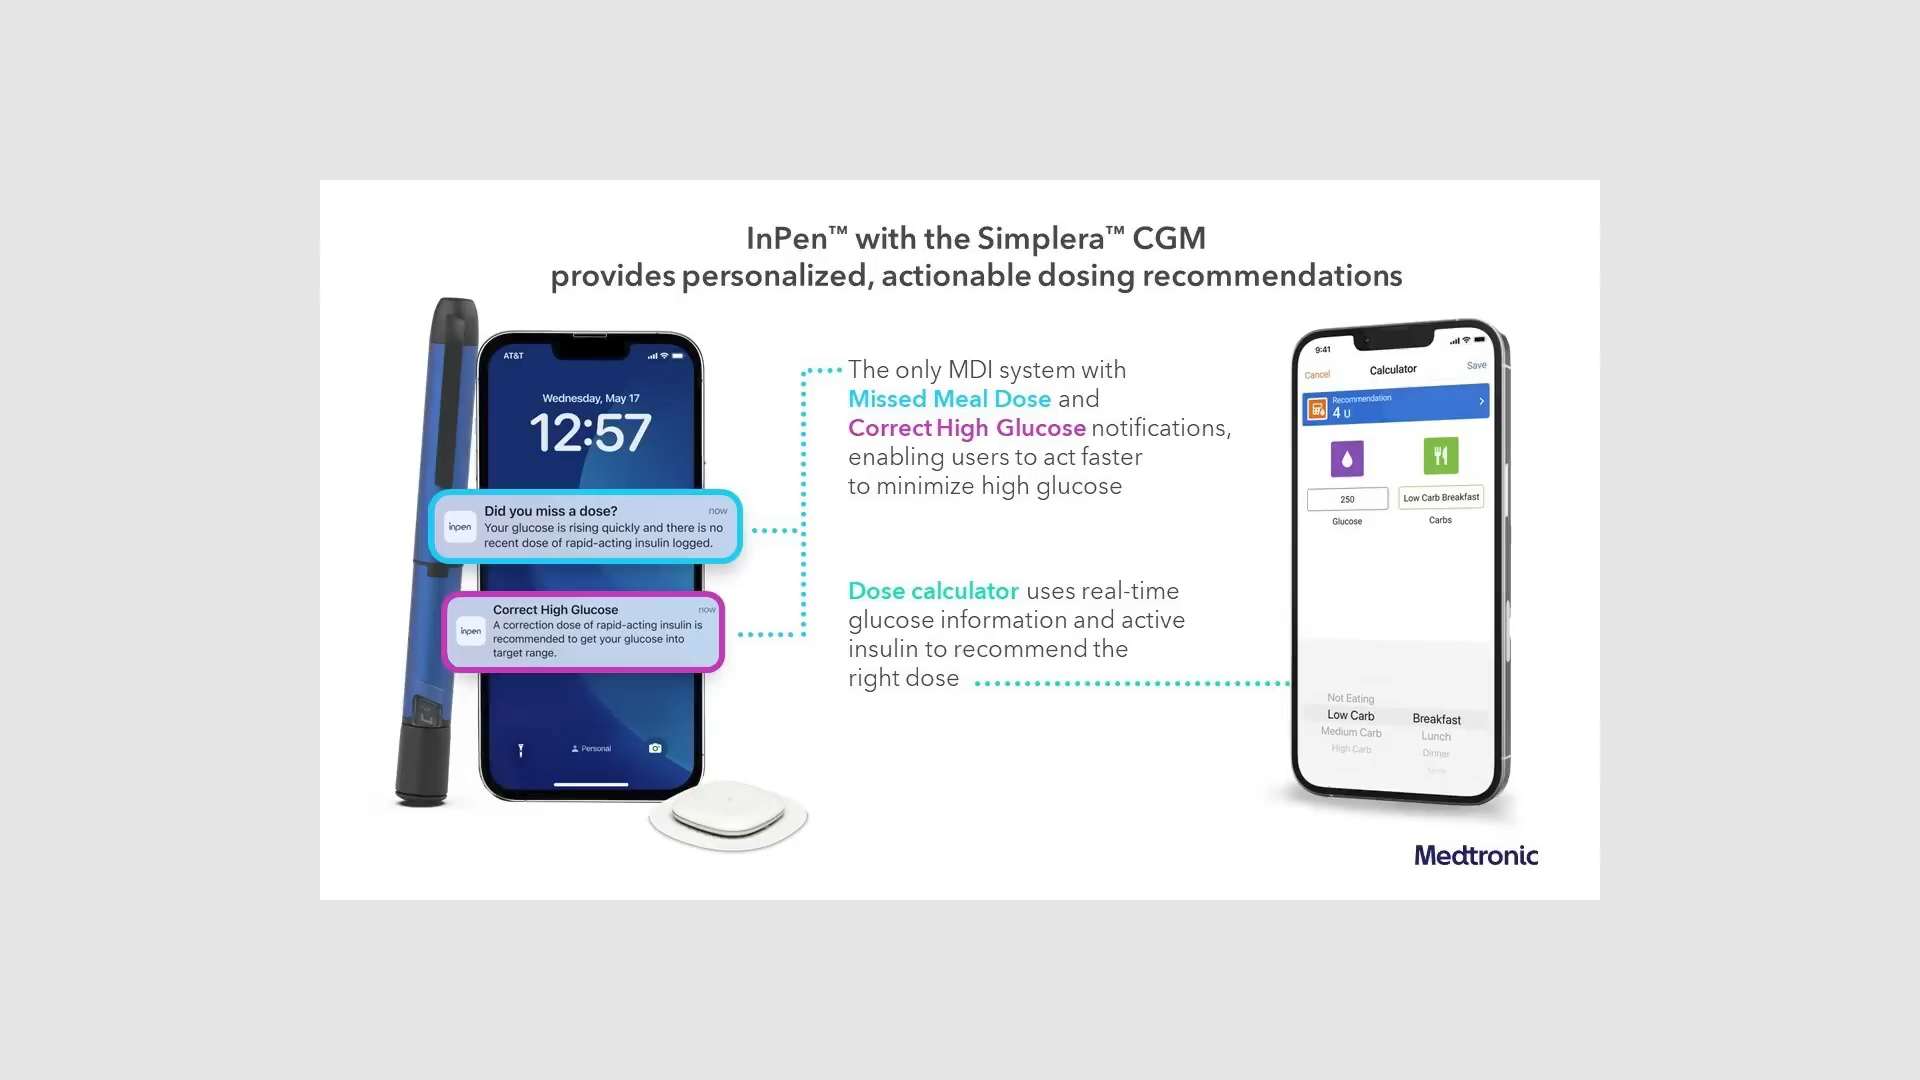 InPen™ with the Simplera™ CGM
provides personalized, actionable dosing recommendations
AT&T
Wednesday, May 17
12:57
Did you miss a dose?
now
inpen
Your glucose is rising quickly and there is no
recent dose of rapid-acting insulin logged.
Correct High Glucose
now
inpen
A correction dose of rapid-acting insulin is
recommended to get your glucose into
target range.
Personal
The only MDI system with
Missed Meal Dose and
Correct High Glucose notifications,
enabling users to act faster
to minimize high glucose
Dose calculator uses real-time
glucose information and active
insulin to recommend the
right dose
9:41
Cancel
Calculator
Save
Recommendation
4 U
250
Low Carb Breakfast
Glucose
Carbs
Not Eating
Low Carb
Breakfast
Medium Carb
Lunch
High Carb
Dinner
Medtronic